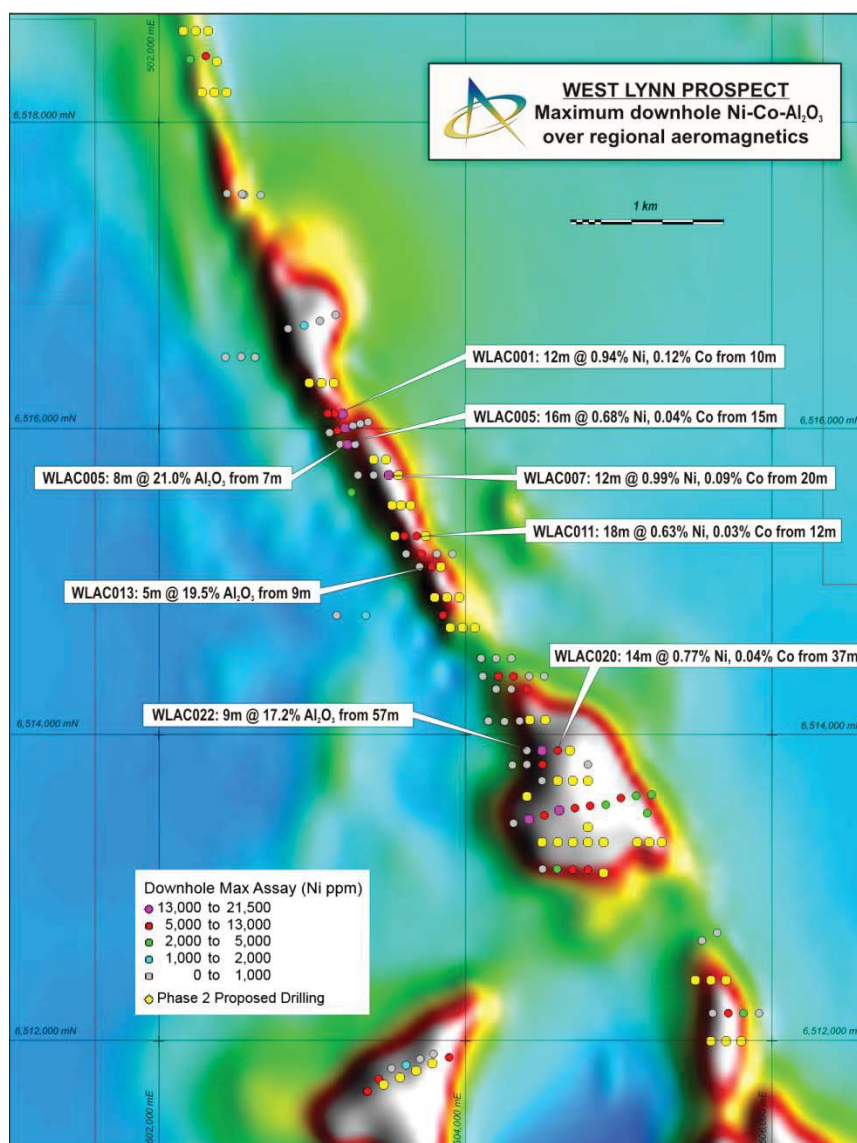 502,000 mE
WEST LYNN PROSPECT
Maximum downhole Ni-Co-Al₂O₃
over regional aeromagnetics
6,518,000 mN
1 km
WLAC001: 12m @ 0.94% Ni, 0.12% Co from 10m
6,516,000 mN
6,516,000 mN
WLAC005: 16m @ 0.68% Ni, 0.04% Co from 15m
WLAC005: 8m @ 21.0% Al₂O₃ from 7m
WLAC007: 12m @ 0.99% Ni, 0.09% Co from 20m
WLAC011: 18m @ 0.63% Ni, 0.03% Co from 12m
WLAC013: 5m @ 19.5% Al₂O₃ from 9m
WLAC020: 14m @ 0.77% Ni, 0.04% Co from 37m
WLAC022: 9m @ 17.2% Al₂O₃ from 57m
6,514,000 mN
6,514,000 mN
Downhole Max Assay (Ni ppm)
13,000 to 21,500
5,000 to 13,000
2,000 to 5,000
1,000 to 2,000
0 to 1,000
Phase 2 Proposed Drilling
6,512,000 mN
6,512,000 mN
502,000 mE
504,000 mE